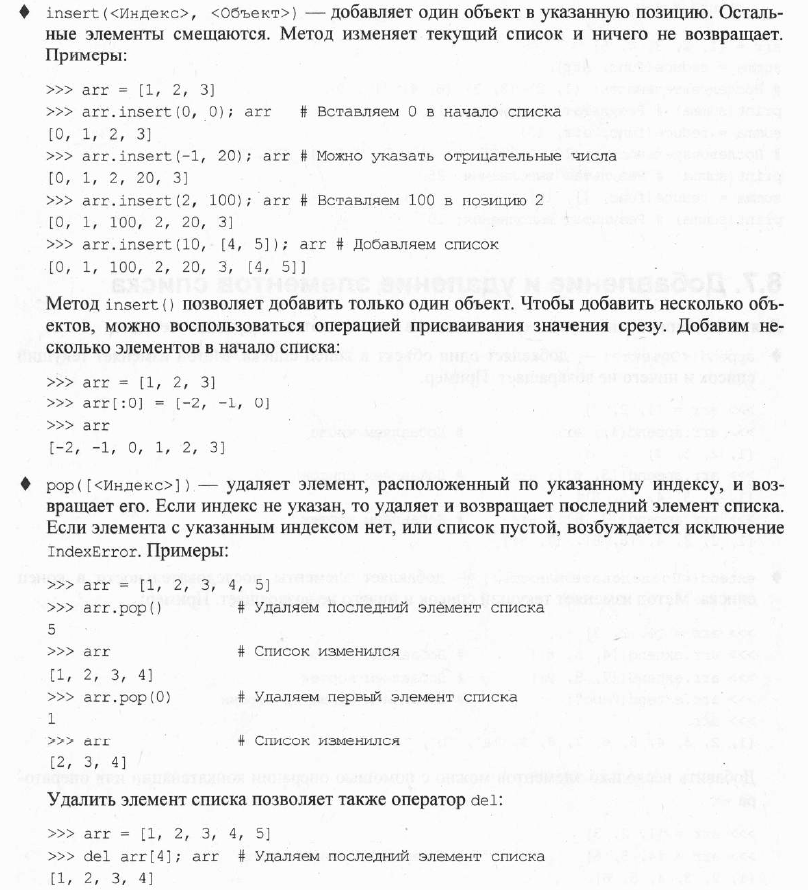 ♦ insert(<Индекс>, <Объект>) — добавляет один объект в указанную позицию. Осталь-
ные элементы смещаются. Метод изменяет текущий список и ничего не возвращает.
Примеры:
>>> arr = [1, 2, 3]
>>> arr.insert(0, 0); arr # Вставляем 0 в начало списка
[0, 1, 2, 3]
>>> arr.insert(-1, 20); arr # Можно указать отрицательные числа
[0, 1, 2, 20, 3]
>>> arr.insert(2, 100); arr # Вставляем 100 в позицию 2
[0, 1, 100, 2, 20, 3]
>>> arr.insert(10, [4, 5]); arr # Добавляем список
[0, 1, 100, 2, 20, 3, [4, 5]]
Метод insert() позволяет добавить только один объект. Чтобы добавить несколько объ-
ектов, можно воспользоваться операцией присваивания значения срезу. Добавим не-
сколько элементов в начало списка:
>>> arr = [1, 2, 3]
>>> arr[:0] = [-2, -1, 0]
>>> arr
[-2, -1, 0, 1, 2, 3]
♦ pop([<Индекс>]) — удаляет элемент, расположенный по указанному индексу, и воз-
вращает его. Если индекс не указан, то удаляет и возвращает последний элемент списка.
Если элемента с указанным индексом нет, или список пустой, возбуждается исключение
IndexError. Примеры:
>>> arr = [1, 2, 3, 4, 5]
>>> arr.pop() # Удаляем последний элемент списка
5
>>> arr # Список изменился
[1, 2, 3, 4]
>>> arr.pop(0) # Удаляем первый элемент списка
1
>>> arr # Список изменился
[2, 3, 4]
Удалить элемент списка позволяет также оператор del:
>>> arr = [1, 2, 3, 4, 5]
>>> del arr[4]; arr # Удаляем последний элемент списка
[1, 2, 3, 4]